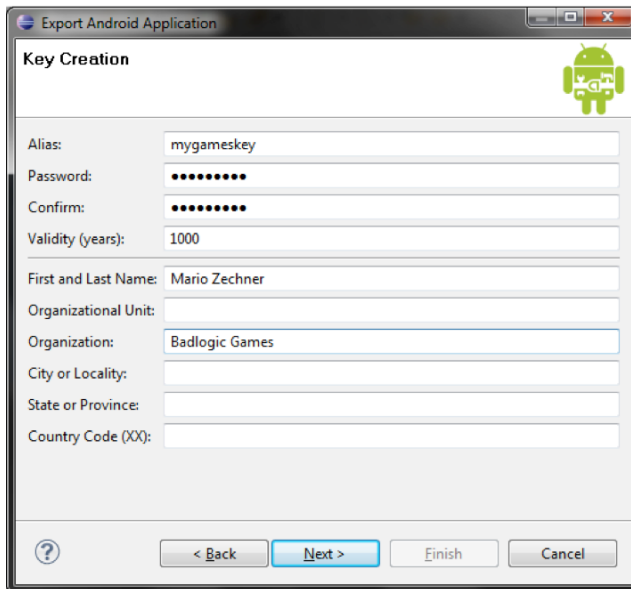 Export Android Application
Key Creation
Alias: mygameskey
Password: ●●●●●●●●●
Confirm: ●●●●●●●●●
Validity (years): 1000
First and Last Name: Mario Zechner
Organizational Unit:
Organization: Badlogic Games
City or Locality:
State or Province:
Country Code (XX):
? < Back Next > Finish Cancel